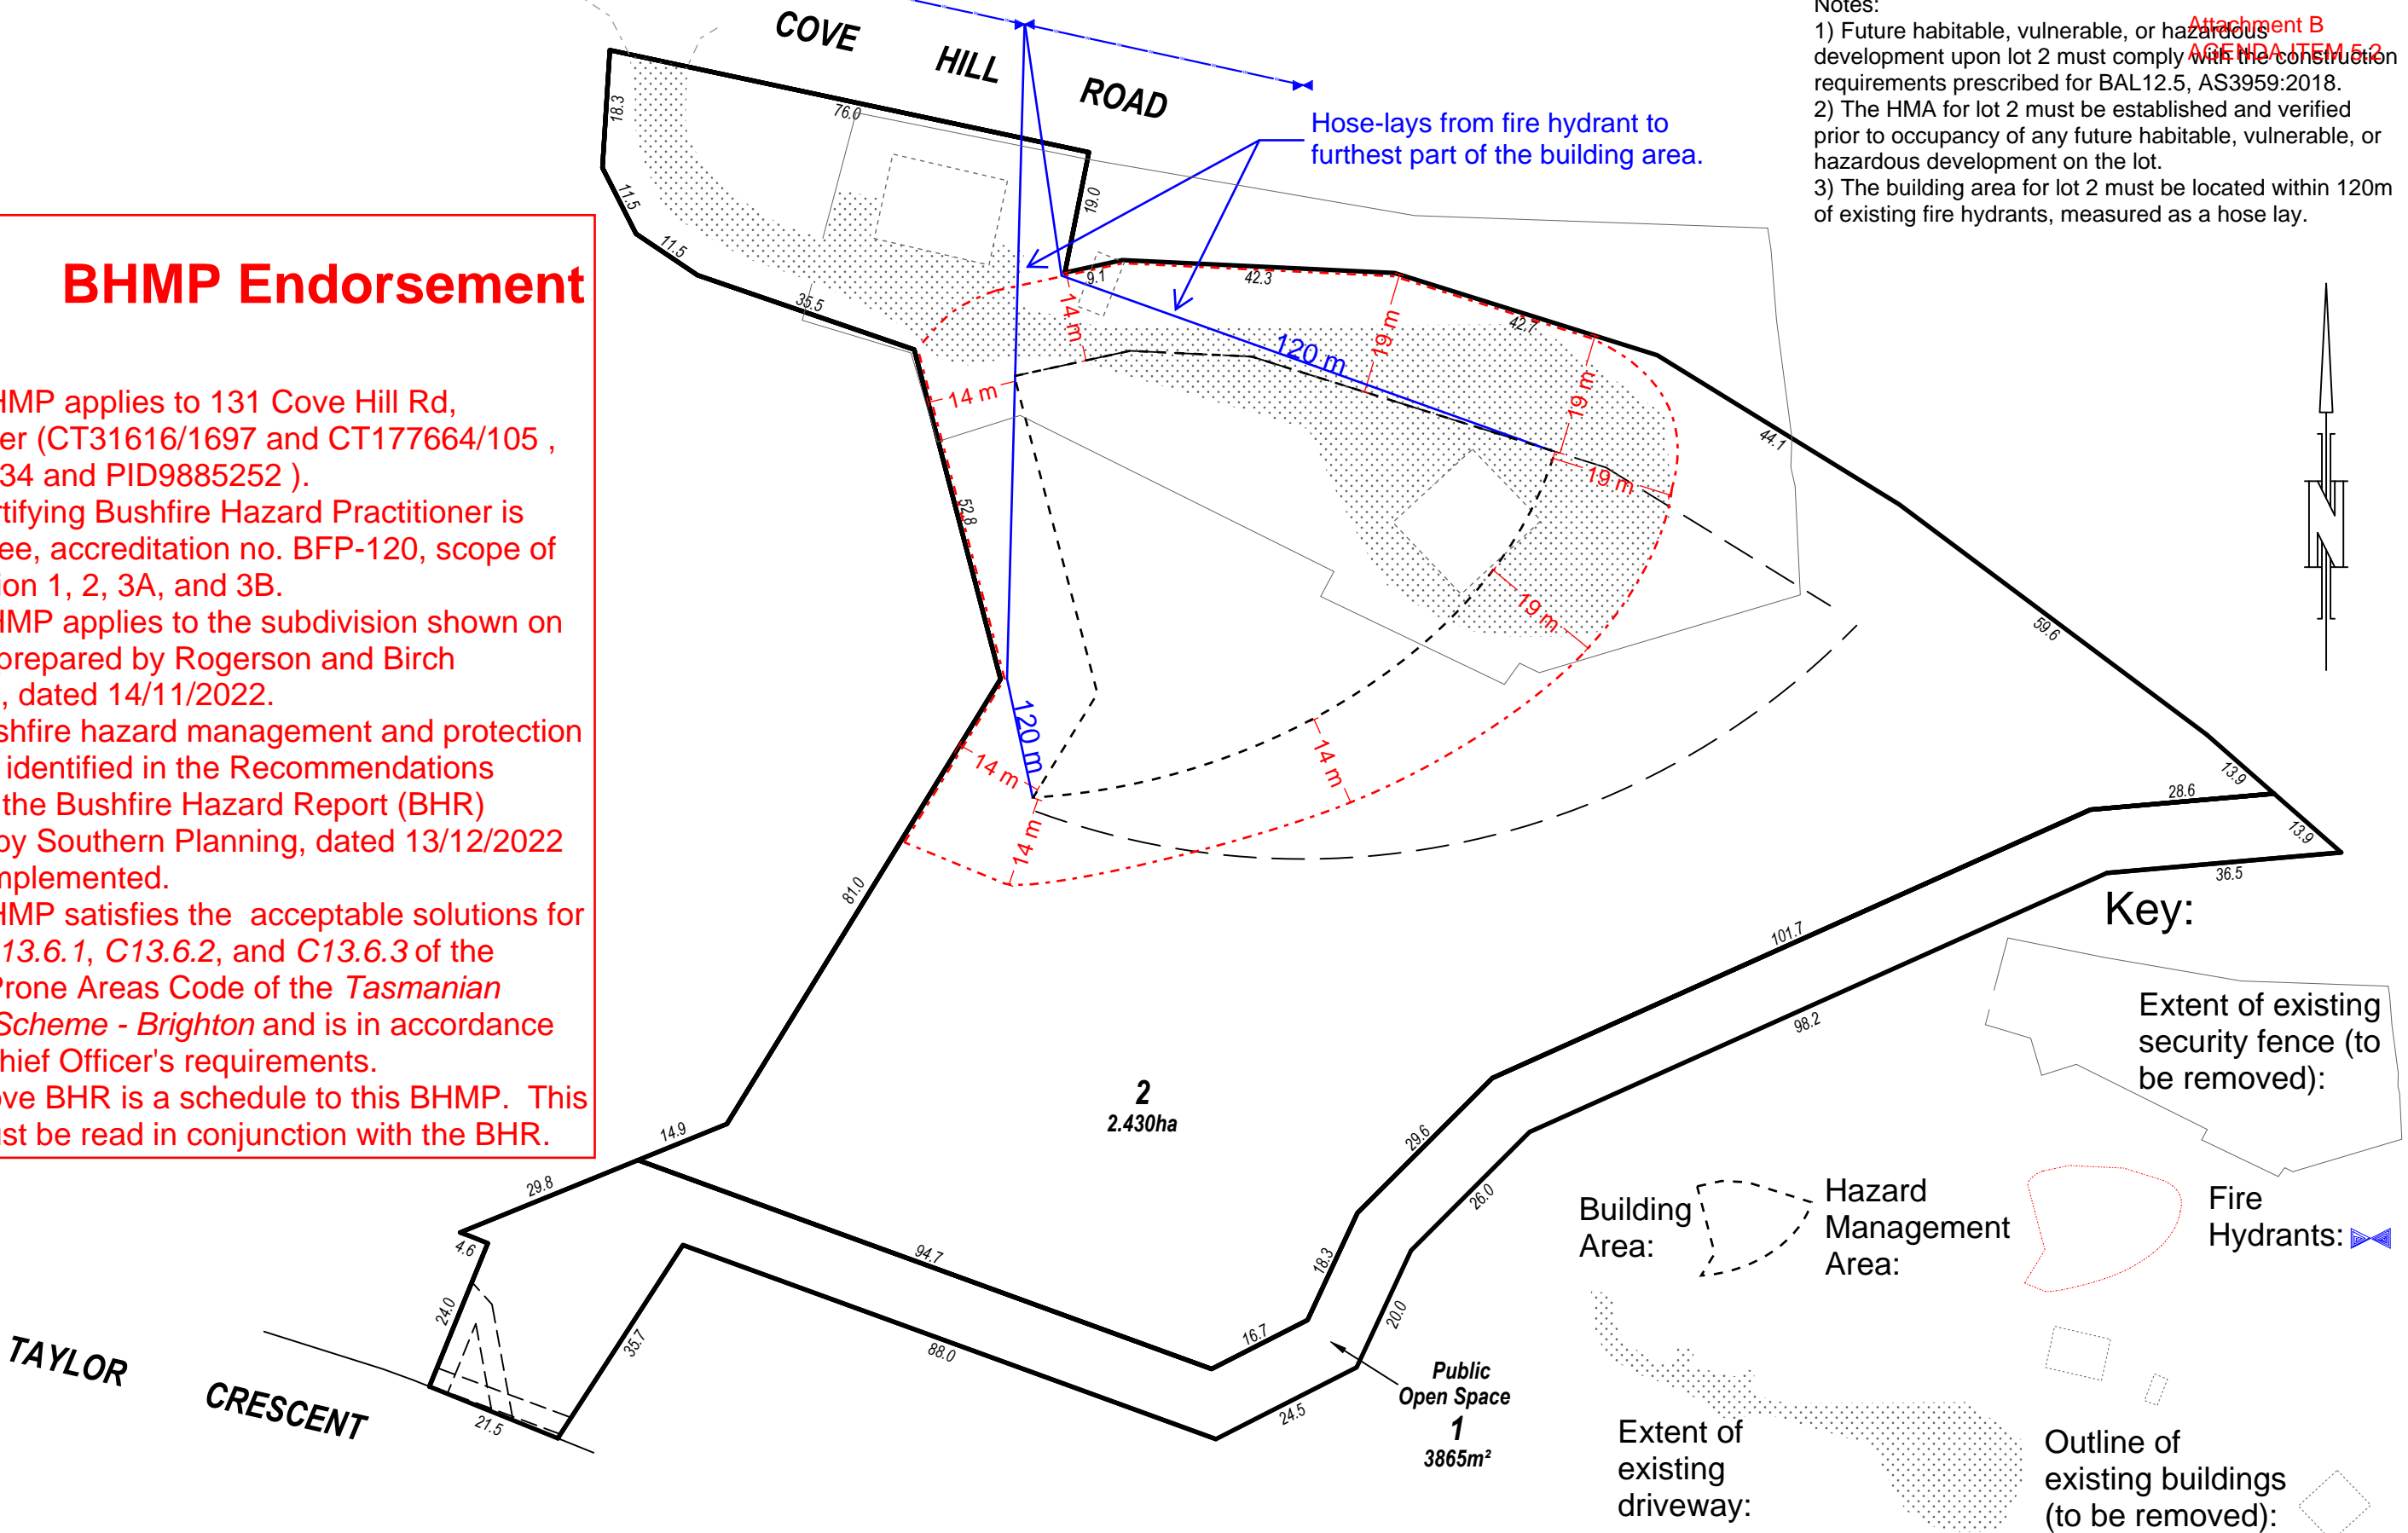 Notes:
1) Future habitable, vulnerable, or hazardous
development upon lot 2 must comply with the construction
requirements prescribed for BAL12.5, AS3959:2018.
2) The HMA for lot 2 must be established and verified
prior to occupancy of any future habitable, vulnerable, or
hazardous development on the lot.
3) The building area for lot 2 must be located within 120m
of existing fire hydrants, measured as a hose lay.
Attachment B
AGENDA ITEM 5.2
COVE HILL ROAD
Hose-lays from fire hydrant to
furthest part of the building area.
BHMP Endorsement
HMP applies to 131 Cove Hill Rd,
er (CT31616/1697 and CT177664/105 ,
34 and PID9885252 ).
rtifying Bushfire Hazard Practitioner is
ee, accreditation no. BFP-120, scope of
ion 1, 2, 3A, and 3B.
HMP applies to the subdivision shown on
prepared by Rogerson and Birch
, dated 14/11/2022.
shfire hazard management and protection
identified in the Recommendations
the Bushfire Hazard Report (BHR)
by Southern Planning, dated 13/12/2022
mplemented.
HMP satisfies the acceptable solutions for
13.6.1, C13.6.2, and C13.6.3 of the
Prone Areas Code of the Tasmanian
Scheme - Brighton and is in accordance
hief Officer's requirements.
ove BHR is a schedule to this BHMP. This
ust be read in conjunction with the BHR.
76.0
18.3
11.5
11.5
35.5
19.0
9.1
42.3
42.7
44.1
59.6
13.9
13.9
28.6
36.5
52.8
81.0
14.9
29.8
4.6
24.0
21.5
35.7
94.7
88.0
16.7
24.5
18.3
20.0
29.6
26.0
101.7
98.2
14 m
14 m
19 m
19 m
19 m
19 m
14 m
14 m
14 m
120 m
120 m
2
2.430ha
Public
Open Space
1
3865m²
TAYLOR CRESCENT
N
Key:
Extent of existing
security fence (to
be removed):
Building
Area:
Hazard
Management
Area:
Fire
Hydrants:
Extent of
existing
driveway:
Outline of
existing buildings
(to be removed):